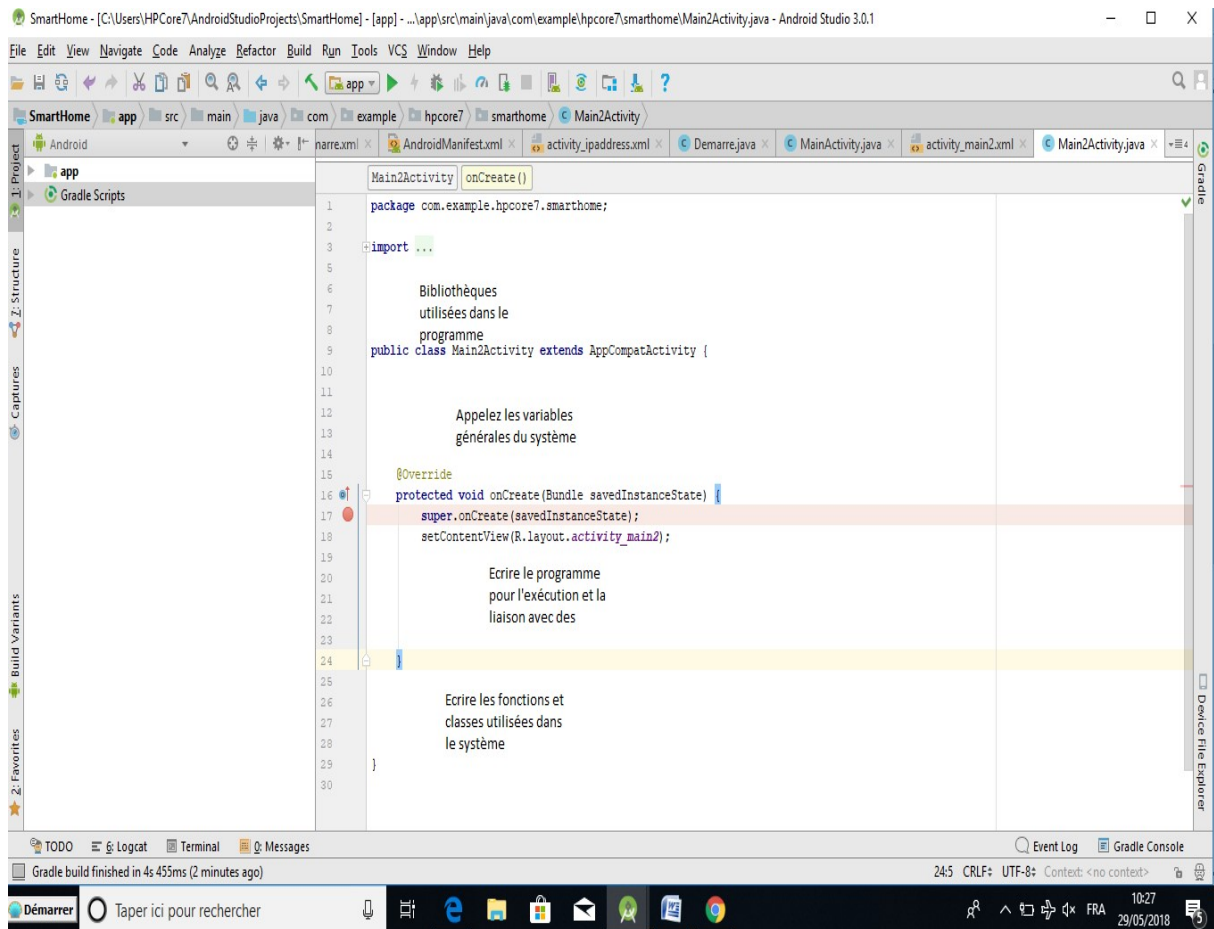 SmartHome - [C:\Users\HPCore7\AndroidStudioProjects\SmartHome] - [app] - ...\app\src\main\java\com\example\hpcore7\smarthome\Main2Activity.java - Android Studio 3.0.1
File Edit View Navigate Code Analyze Refactor Build Run Tools VCS Window Help
app
SmartHome app src main java com example hpcore7 smarthome Main2Activity
Android narre.xml AndroidManifest.xml activity_ipaddress.xml Demarre.java MainActivity.java activity_main2.xml Main2Activity.java
1: Project
Z: Structure
Captures
Build Variants
2: Favorites
app
Gradle Scripts
Main2Activity onCreate()
1 package com.example.hpcore7.smarthome;
2
3 import ...
5
6 Bibliothèques
7 utilisées dans le
8 programme
9 public class Main2Activity extends AppCompatActivity {
10
11
12 Appelez les variables
13 générales du système
14
15 @Override
16 protected void onCreate(Bundle savedInstanceState) {
17 super.onCreate(savedInstanceState);
18 setContentView(R.layout.activity_main2);
19
20 Ecrire le programme
21 pour l'exécution et la
22 liaison avec des
23
24 }
25
26 Ecrire les fonctions et
27 classes utilisées dans
28 le système
29 }
30
Gradle
Device File Explorer
TODO 6: Logcat Terminal 0: Messages Event Log Gradle Console
Gradle build finished in 4s 455ms (2 minutes ago) 24:5 CRLF UTF-8 Context: <no context>
Démarrer Taper ici pour rechercher FRA 10:27
29/05/2018